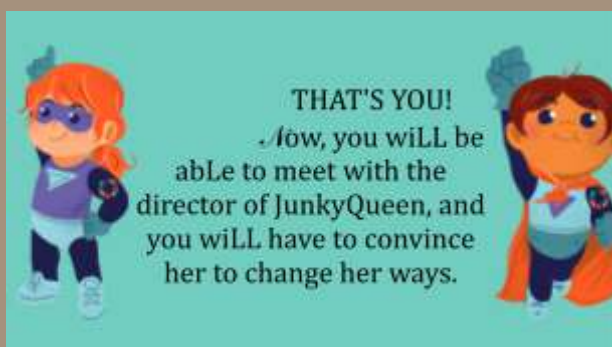 THAT'S YOU!
Now, you wiLL be
abLe to meet with the
director of JunkyQueen, and
you wiLL have to convince
her to change her ways.